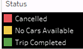 Status
Cancelled
No Cars Available
Trip Completed